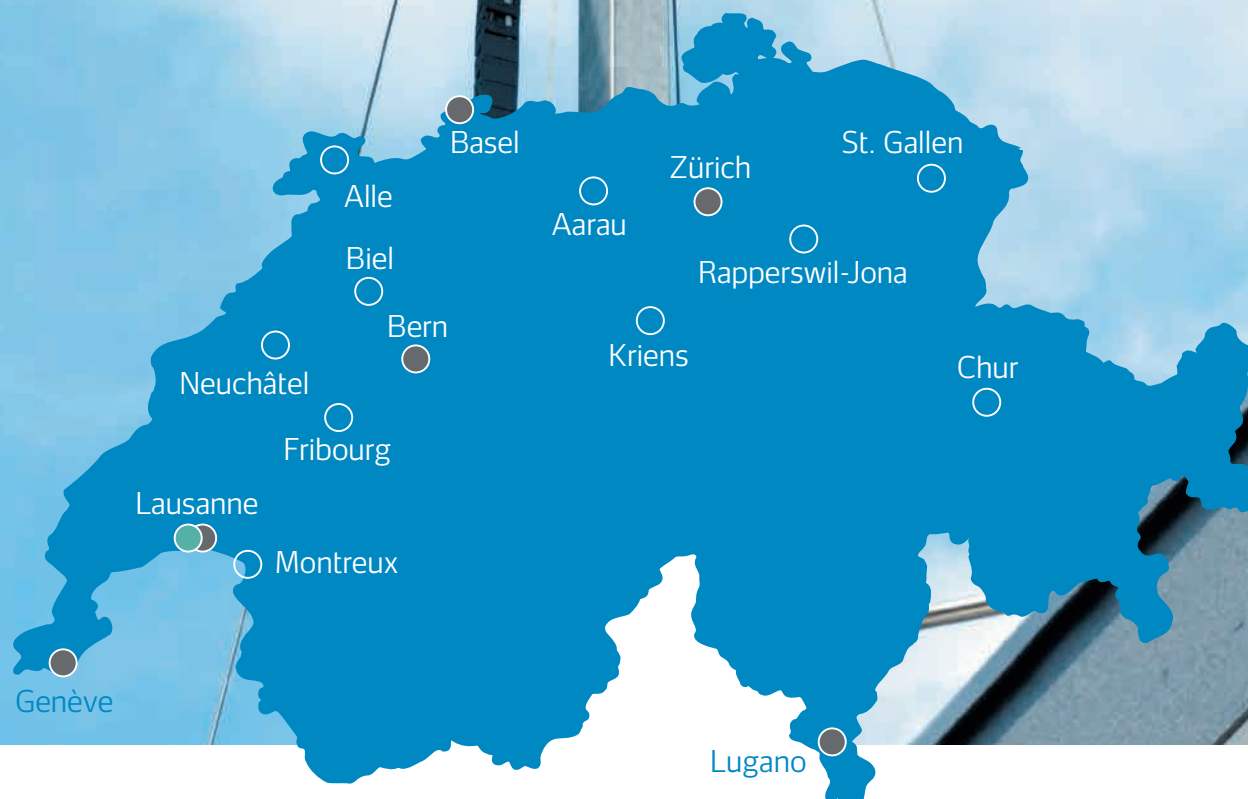 Basel
St. Gallen
Zürich
Alle
Aarau
Biel
Rapperswil-Jona
Bern
Kriens
Neuchâtel
Chur
Fribourg
Lausanne
Montreux
Genève
Lugano